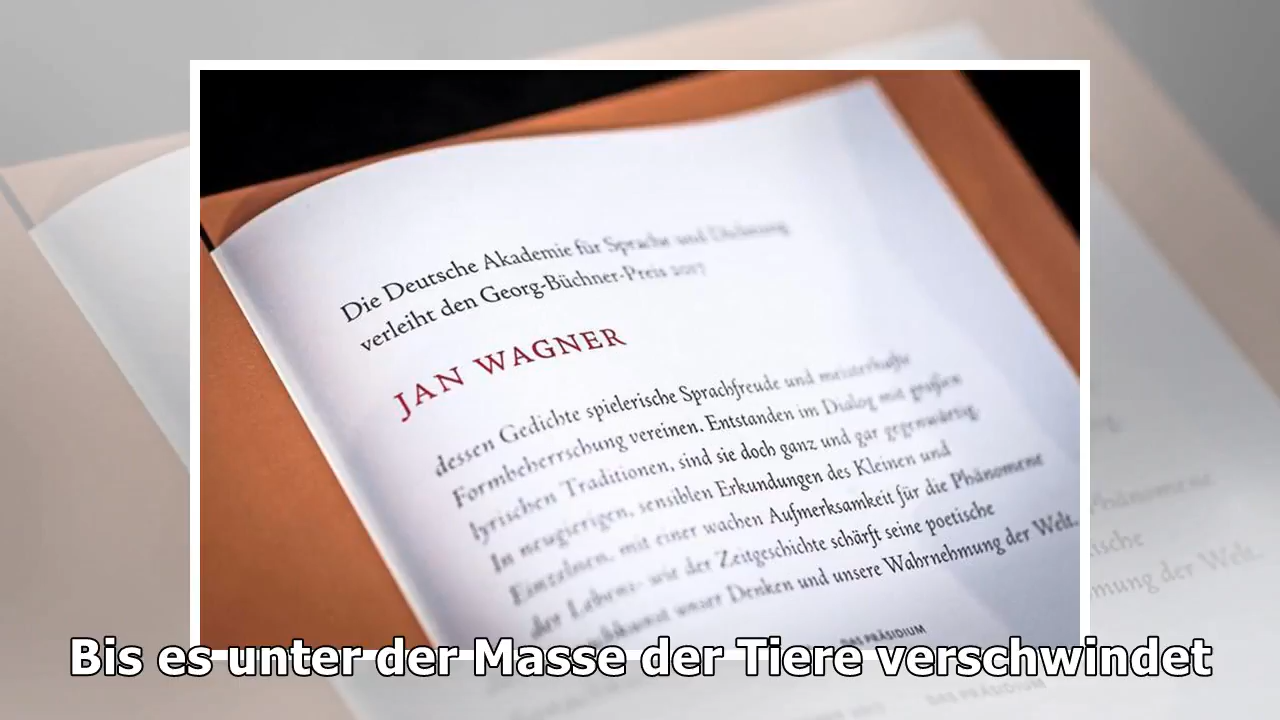 Die Deutsche Akademie für Sprache und Dichtung
verleiht den Georg-Büchner-Preis 2017
JAN WAGNER
dessen Gedichte spielerische Sprachfreude und meisterhafte
Formbeherrschung vereinen. Entstanden im Dialog mit großen
lyrischen Traditionen, sind sie doch ganz und gar gegenwärtig.
In neugierigen, sensiblen Erkundungen des Kleinen und
Einzelnen, mit einer wachen Aufmerksamkeit für die Phänomene
der Lebens- wie der Zeitgeschichte schärft seine poetische
unser Denken und unsere Wahrnehmung der Welt.
DAS PRÄSIDIUM
Bis es unter der Masse der Tiere verschwindet